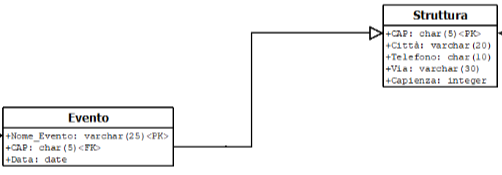 Struttura
+CAP: char(5)<PK>
+Città: varchar(20)
+Telefono: char(10)
+Via: varchar(30)
+Capienza: integer
Evento
+Nome_Evento: varchar(25)<PK>
+CAP: char(5)<FK>
+Data: date